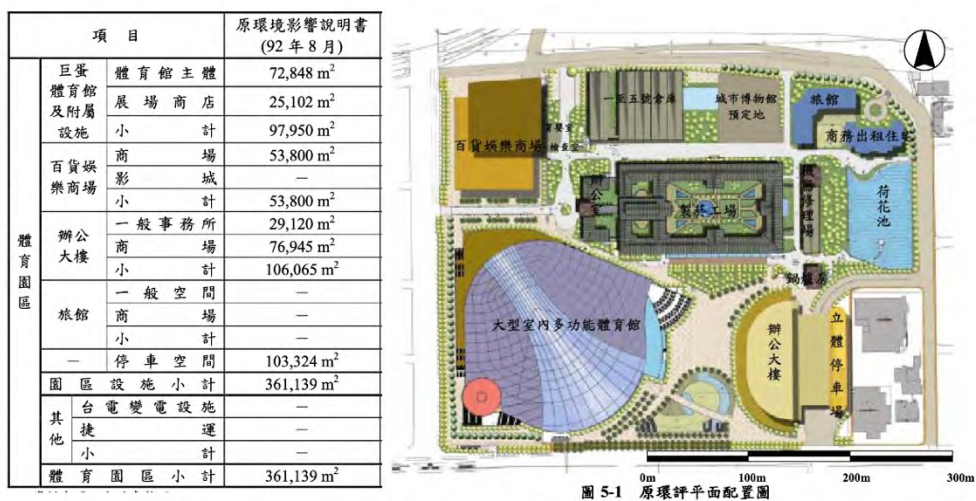 項目 原環境影響說明書
(92年8月)
體育園區
巨蛋體育館及附屬設施 體育館主體 72,848 m²
展場商店 25,102 m²
小計 97,950 m²
百貨娛樂商場 商場 53,800 m²
影城 —
小計 53,800 m²
辦公大樓 一般事務所 29,120 m²
商場 76,945 m²
小計 106,065 m²
旅館 一般空間 —
商場 —
小計 —
— 停車空間 103,324 m²
園區設施小計 361,139 m²
其他 台電變電設施 —
捷運 —
小計 —
體育園區小計 361,139 m²
百貨娛樂商場
檢查室
一至五號倉庫
城市博物館
預定地
旅館
商務出租住宅
辦公室
製菸工場
機器修理場
荷花池
鍋爐房
大型室內多功能體育館
辦公大樓
立體停車場
0m 100m 200m 300m
圖 5-1 原環評平面配置圖